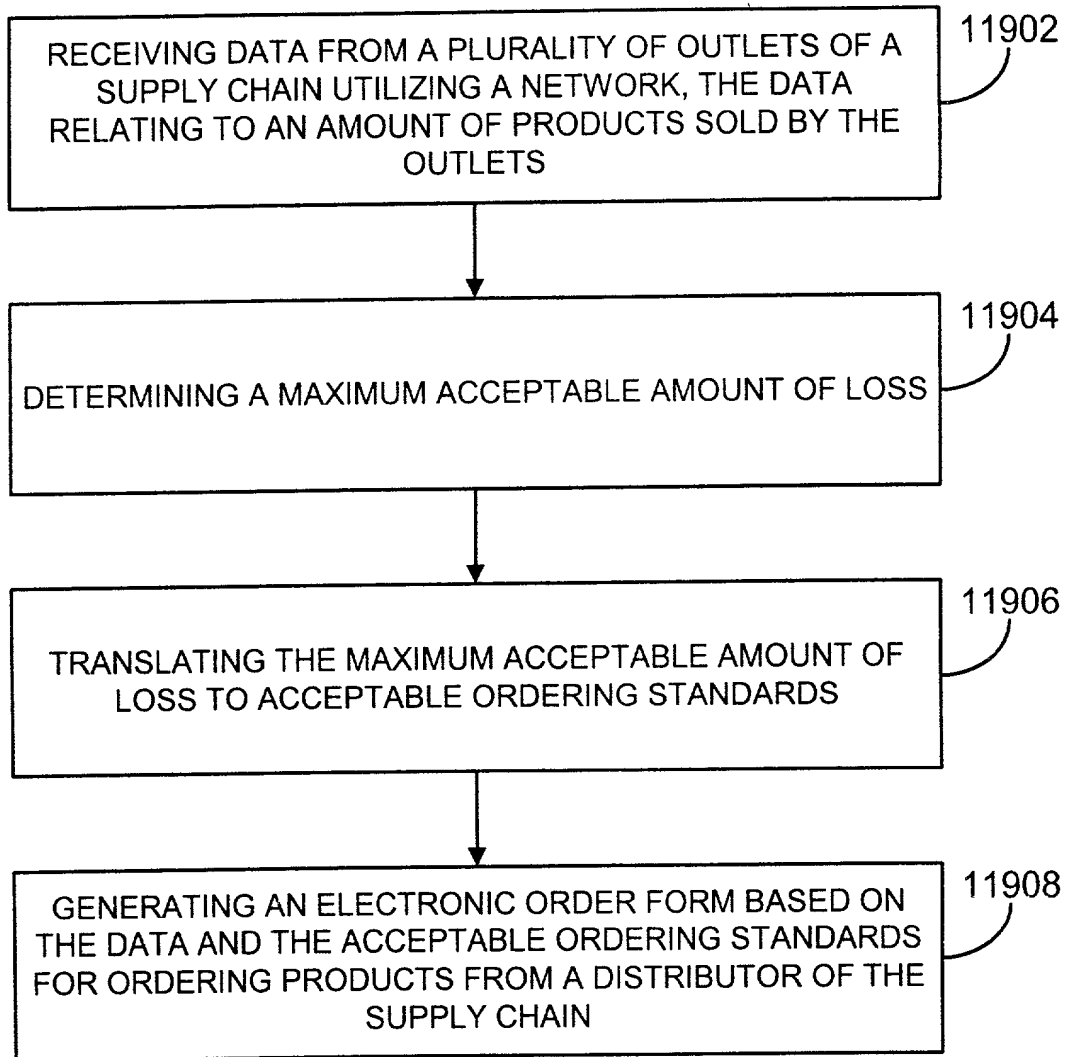 11902
RECEIVING DATA FROM A PLURALITY OF OUTLETS OF A
SUPPLY CHAIN UTILIZING A NETWORK, THE DATA
RELATING TO AN AMOUNT OF PRODUCTS SOLD BY THE
OUTLETS
11904
DETERMINING A MAXIMUM ACCEPTABLE AMOUNT OF LOSS
11906
TRANSLATING THE MAXIMUM ACCEPTABLE AMOUNT OF
LOSS TO ACCEPTABLE ORDERING STANDARDS
11908
GENERATING AN ELECTRONIC ORDER FORM BASED ON
THE DATA AND THE ACCEPTABLE ORDERING STANDARDS
FOR ORDERING PRODUCTS FROM A DISTRIBUTOR OF THE
SUPPLY CHAIN